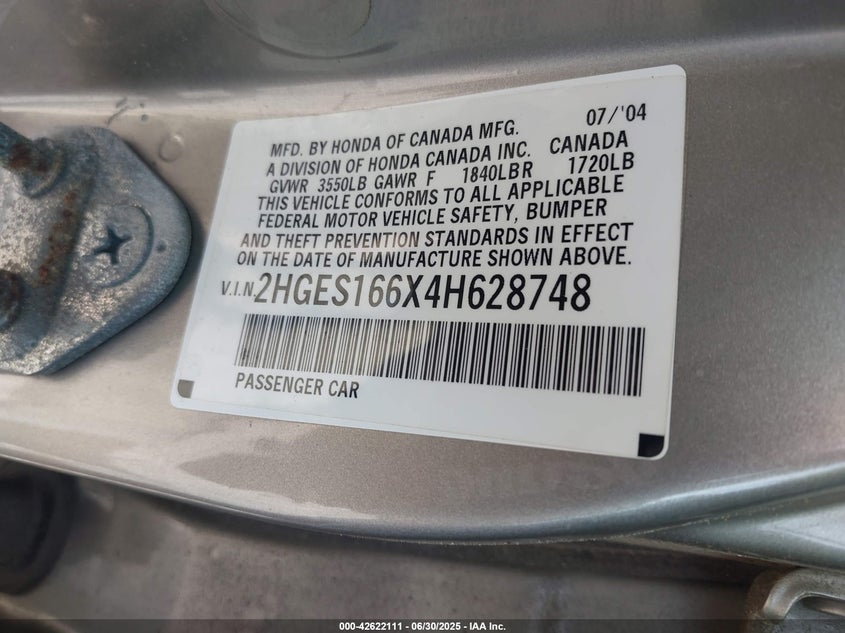 07/'04
MFD. BY HONDA OF CANADA MFG.
A DIVISION OF HONDA CANADA INC. CANADA
GVWR 3550LB GAWR F 1840LBR 1720LB
THIS VEHICLE CONFORMS TO ALL APPLICABLE
FEDERAL MOTOR VEHICLE SAFETY, BUMPER
AND THEFT PREVENTION STANDARDS IN EFFECT
ON THE DATE OF MANUFACTURE SHOWN ABOVE.
V.I.N. 2HGES166X4H628748
PASSENGER CAR
000-42622111 - 06/30/2025 - IAA Inc.